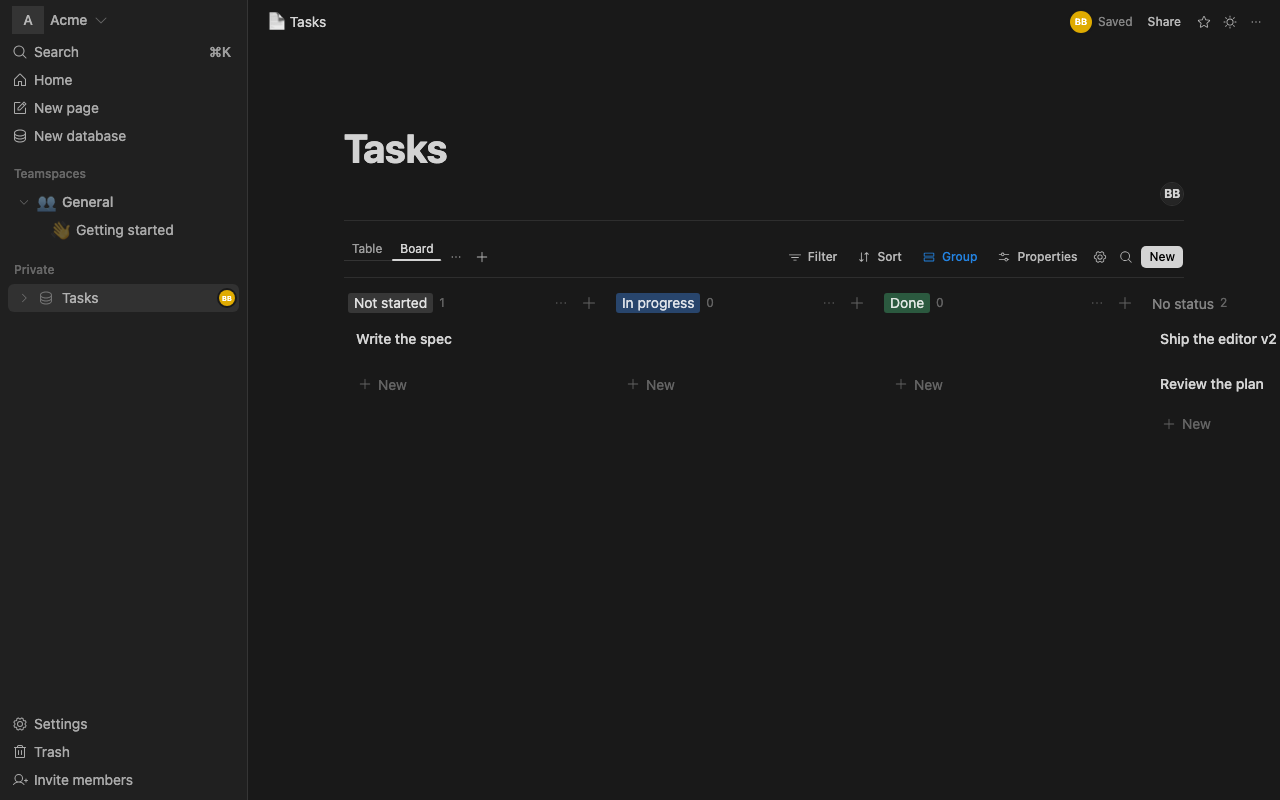 A Acme
Search ⌘K
Home
New page
New database
Teamspaces
General
Getting started
Private
Tasks BB
Settings
Trash
Invite members
Tasks
BB Saved Share
Tasks
BB
Table Board
Filter Sort Group Properties New
Not started 1
Write the spec
New
In progress 0
New
Done 0
New
No status 2
Ship the editor v2
Review the plan
New